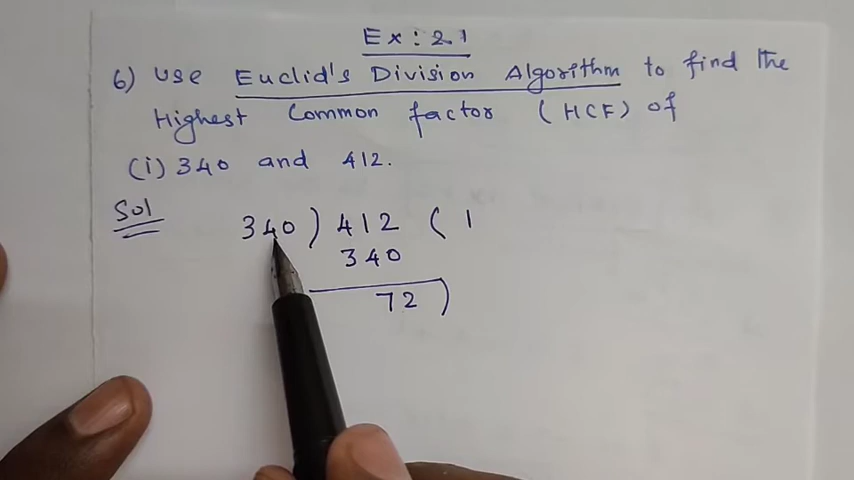 Ex: 2.1
6) Use Euclid's Division Algorithm to find the
Highest Common factor (HCF) of
(i) 340 and 412.
Sol
340 ) 412 ( 1
340
72 )